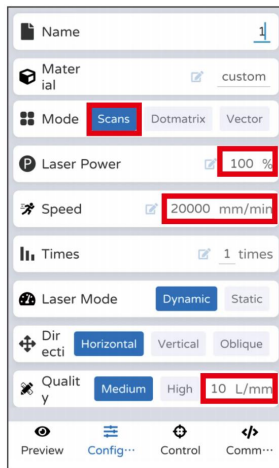 Name 1
Mater
ial custom
Mode Scans Dotmatrix Vector
P Laser Power 100 %
Speed 20000 mm/min
Times 1 times
Laser Mode Dynamic Static
Dir
ecti Horizontal Vertical Oblique
Qualit
y Medium High 10 L/mm
Preview Config··· Control Comm···